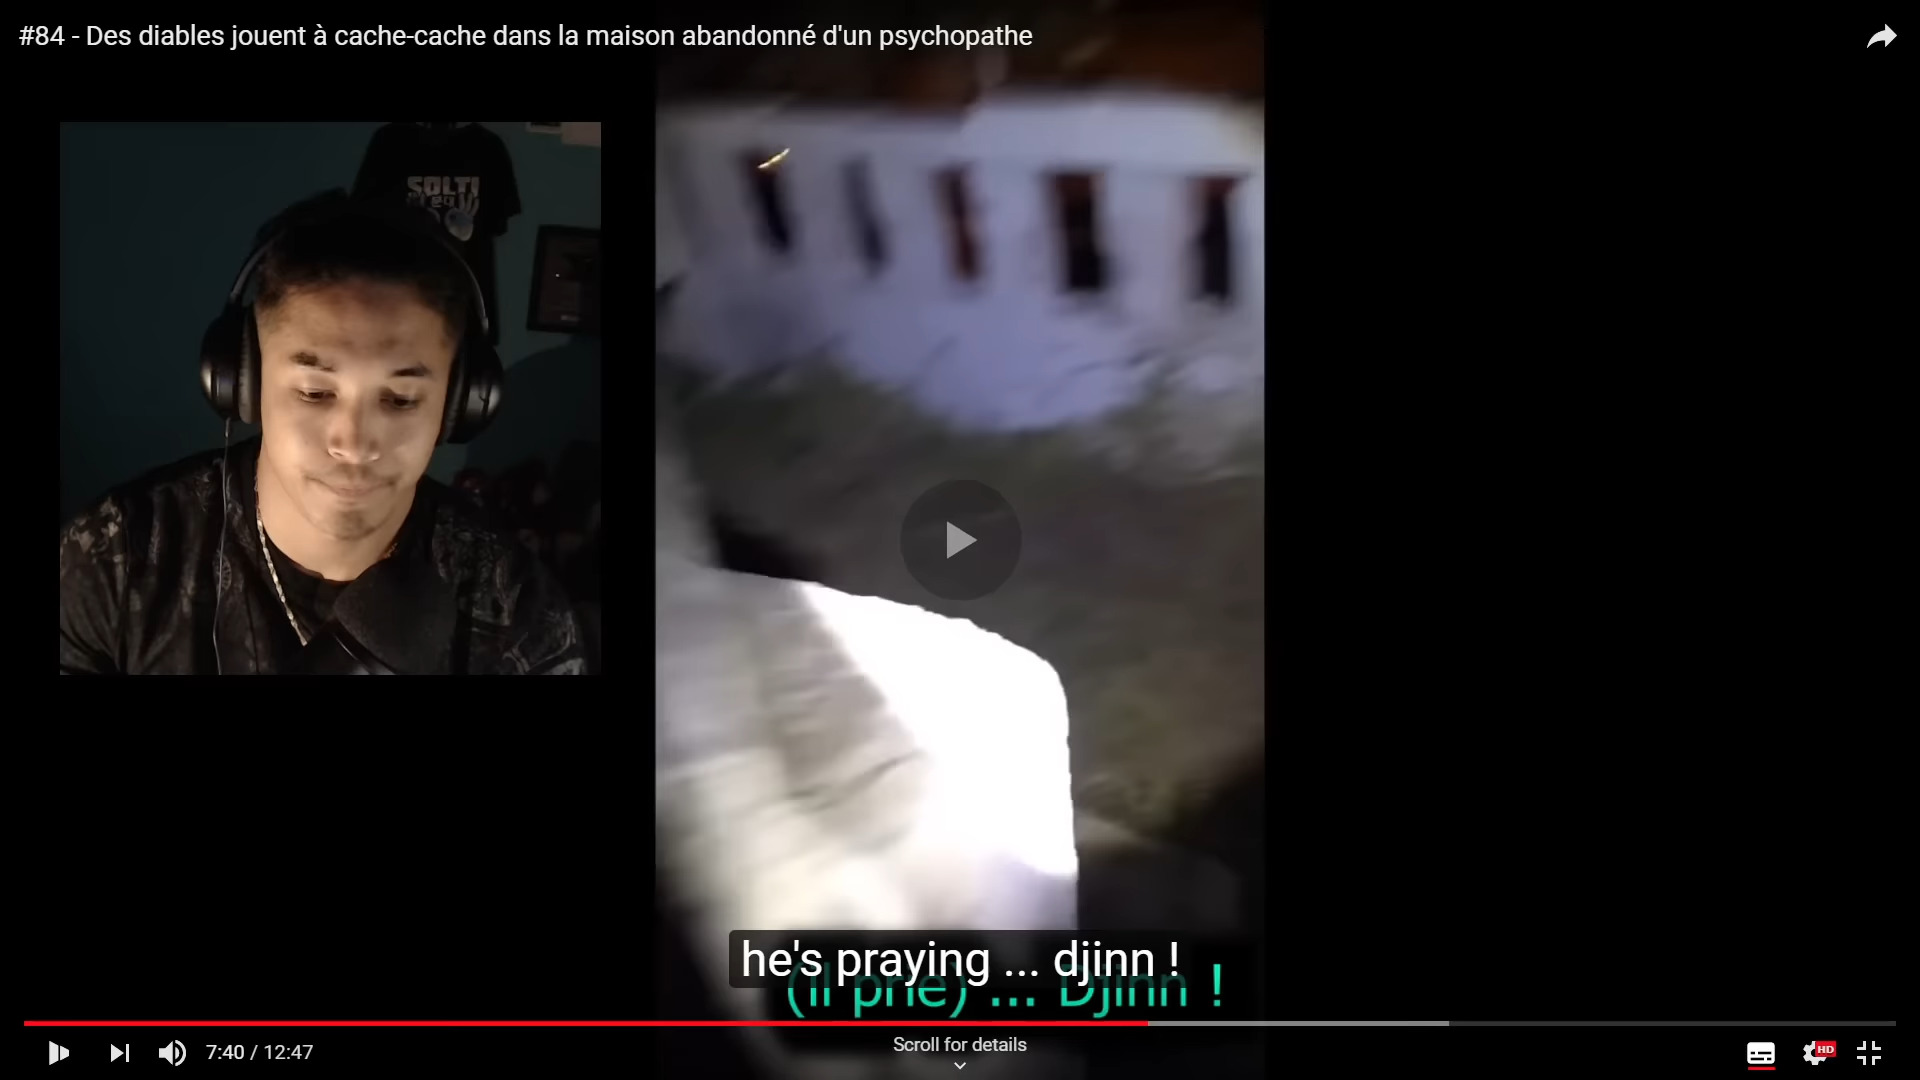 #84 - Des diables jouent à cache-cache dans la maison abandonné d'un psychopathe
SOLTI
he's praying ... djinn !
(il prie) ... Djinn !
7:40 / 12:47
HD
Scroll for details